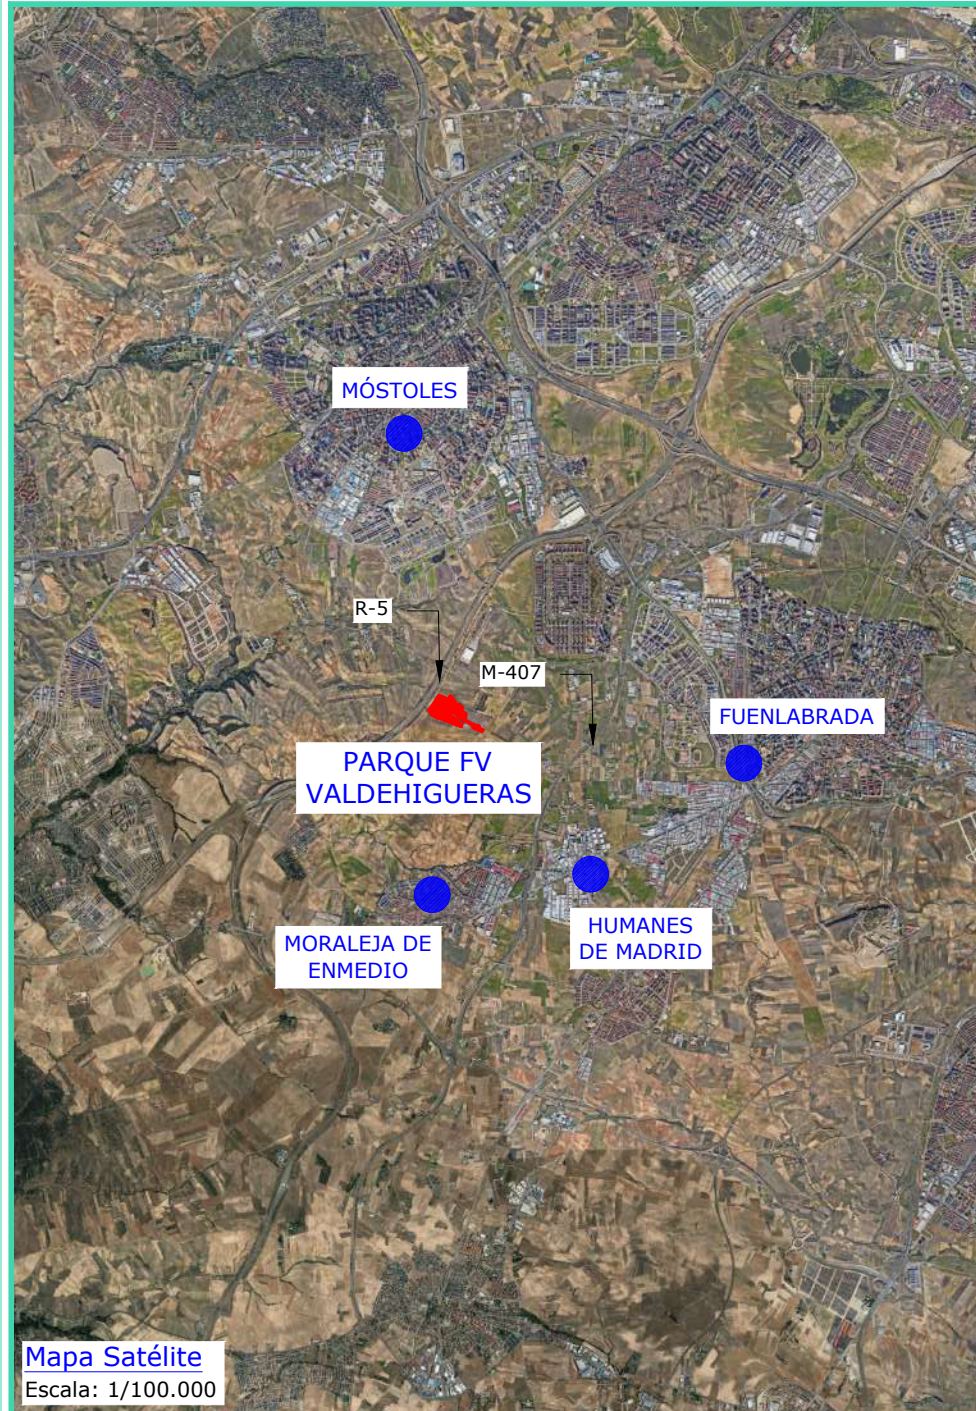 MÓSTOLES
R-5
M-407
FUENLABRADA
PARQUE FV
VALDEHIGUERAS
HUMANES
DE MADRID
MORALEJA DE
ENMEDIO
Mapa Satélite
Escala: 1/100.000